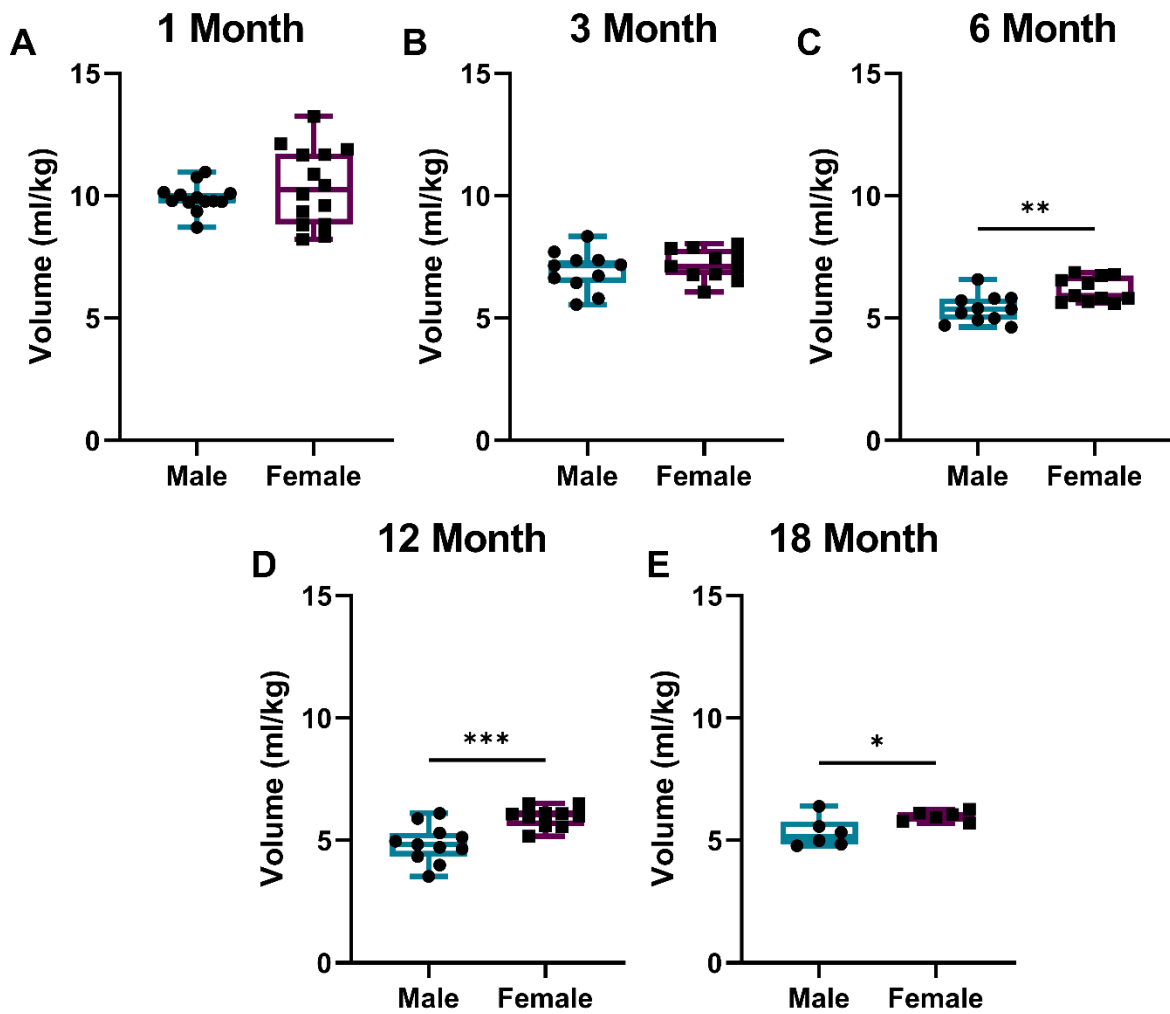 A
1 Month
Volume (ml/kg)
15
10
5
0
Male
Female
B
3 Month
Volume (ml/kg)
15
10
5
0
Male
Female
C
6 Month
Volume (ml/kg)
15
10
5
0
**
Male
Female
D
12 Month
Volume (ml/kg)
15
10
5
0
***
Male
Female
E
18 Month
Volume (ml/kg)
15
10
5
0
*
Male
Female